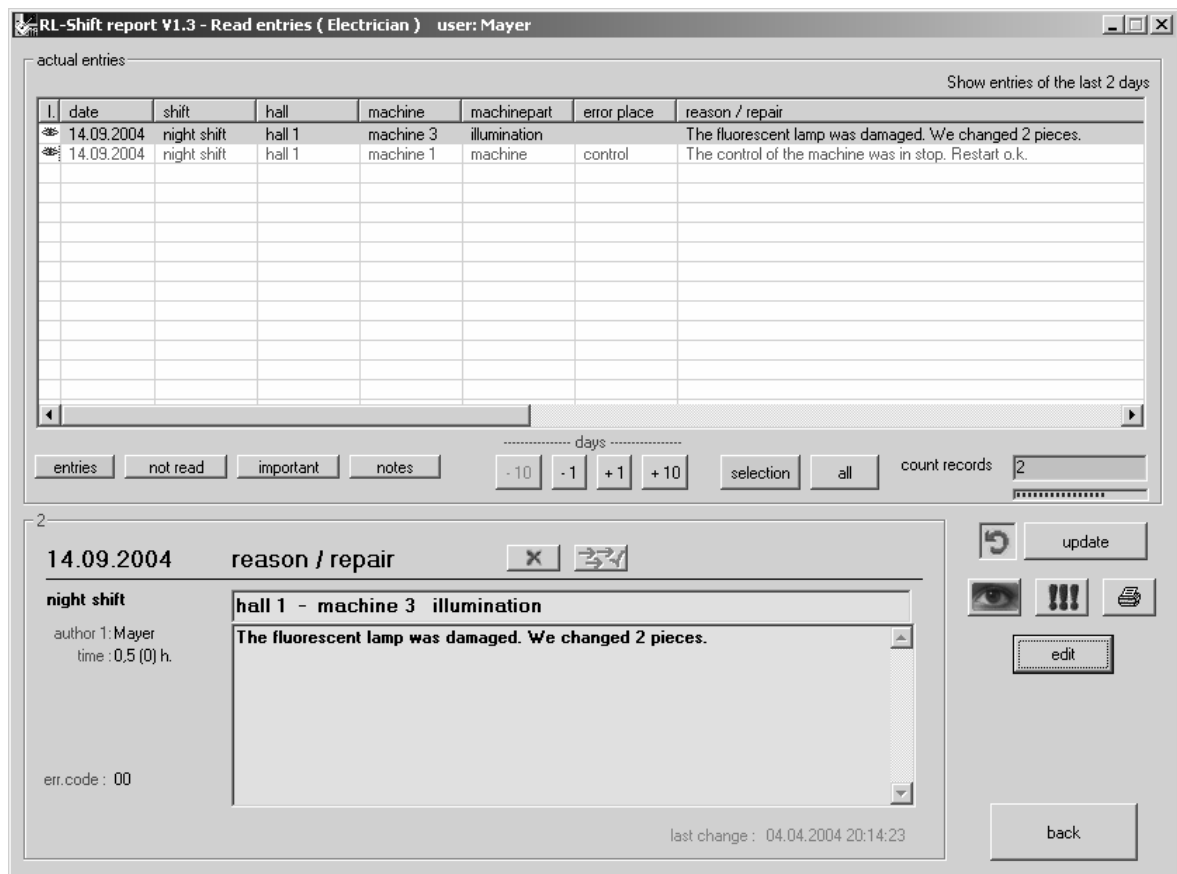 RL-Shift report V1.3 - Read entries ( Electrician )    user: Mayer
actual entries
Show entries of the last 2 days
I. date shift hall machine machinepart error place reason / repair
14.09.2004 night shift hall 1 machine 3 illumination The fluorescent lamp was damaged. We changed 2 pieces.
14.09.2004 night shift hall 1 machine 1 machine control The control of the machine was in stop. Restart o.k.
---------------- days -----------------
entries not read important notes - 10 - 1 + 1 + 10 selection all count records 2
2
14.09.2004 reason / repair
update
night shift
hall 1 - machine 3 illumination
!!!
author 1: Mayer
The fluorescent lamp was damaged. We changed 2 pieces.
time : 0,5 (0) h.
edit
err.code : 00
last change : 04.04.2004 20:14:23
back